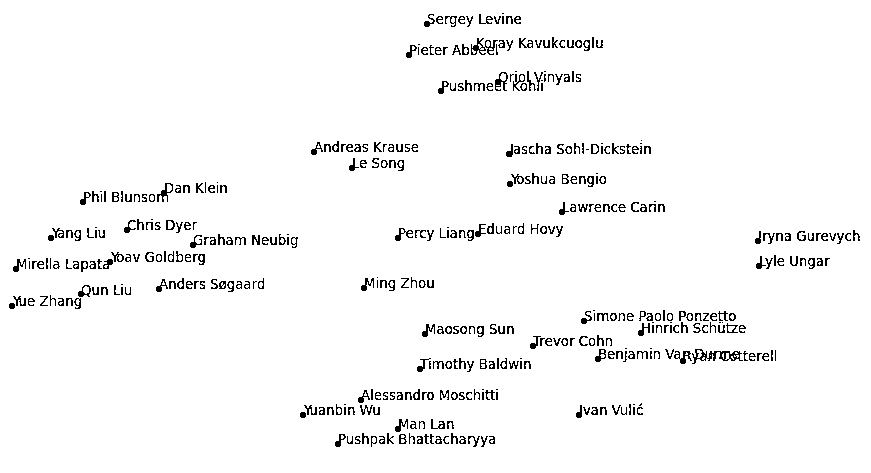 Sergey Levine
Koray Kavukcuoglu
Pieter Abbeel
Oriol Vinyals
Pushmeet Kohli
Andreas Krause
Jascha Sohl-Dickstein
Le Song
Yoshua Bengio
Dan Klein
Phil Blunsom
Lawrence Carin
Chris Dyer
Eduard Hovy
Yang Liu
Percy Liang
Iryna Gurevych
Graham Neubig
Yoav Goldberg
Lyle Ungar
Mirella Lapata
Anders Søgaard
Ming Zhou
Qun Liu
Yue Zhang
Simone Paolo Ponzetto
Hinrich Schütze
Maosong Sun
Trevor Cohn
Benjamin Van Durme
Ryan Cotterell
Timothy Baldwin
Alessandro Moschitti
Yuanbin Wu
Ivan Vulić
Man Lan
Pushpak Bhattacharyya